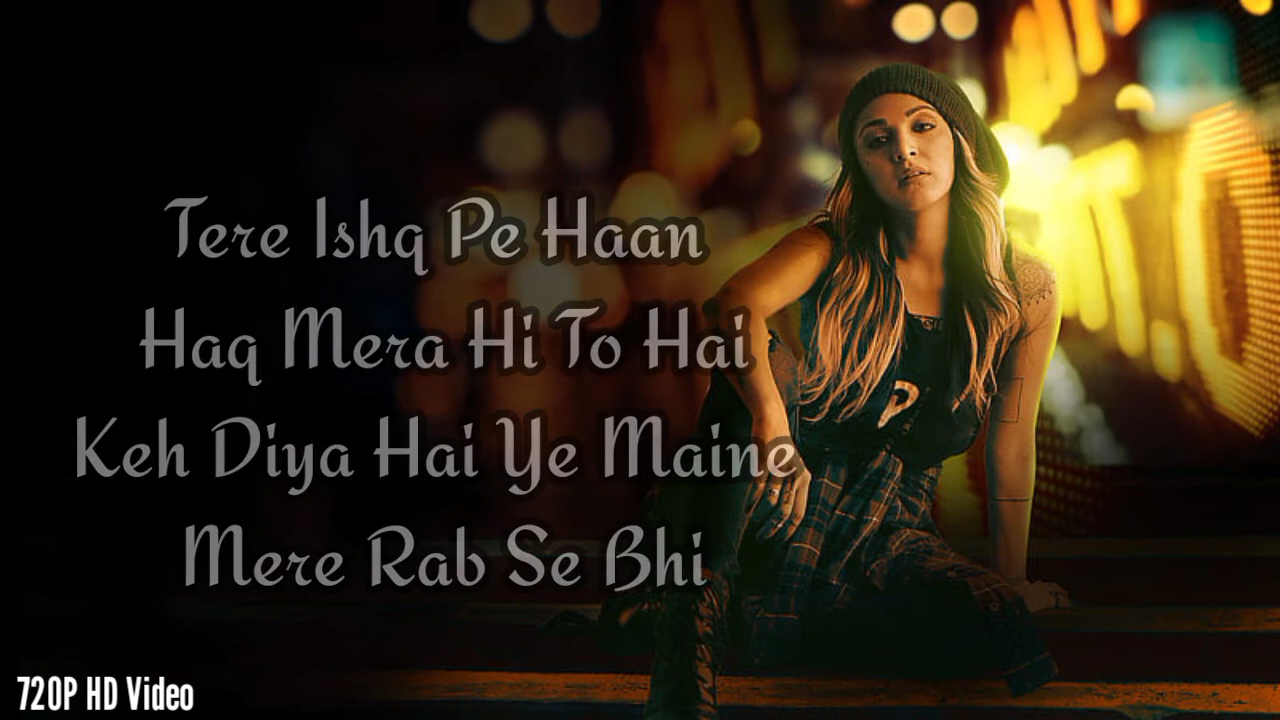 Tere Ishq Pe Haan
Haq Mera Hi To Hai
Keh Diya Hai Ye Maine
Mere Rab Se Bhi
720P HD Video